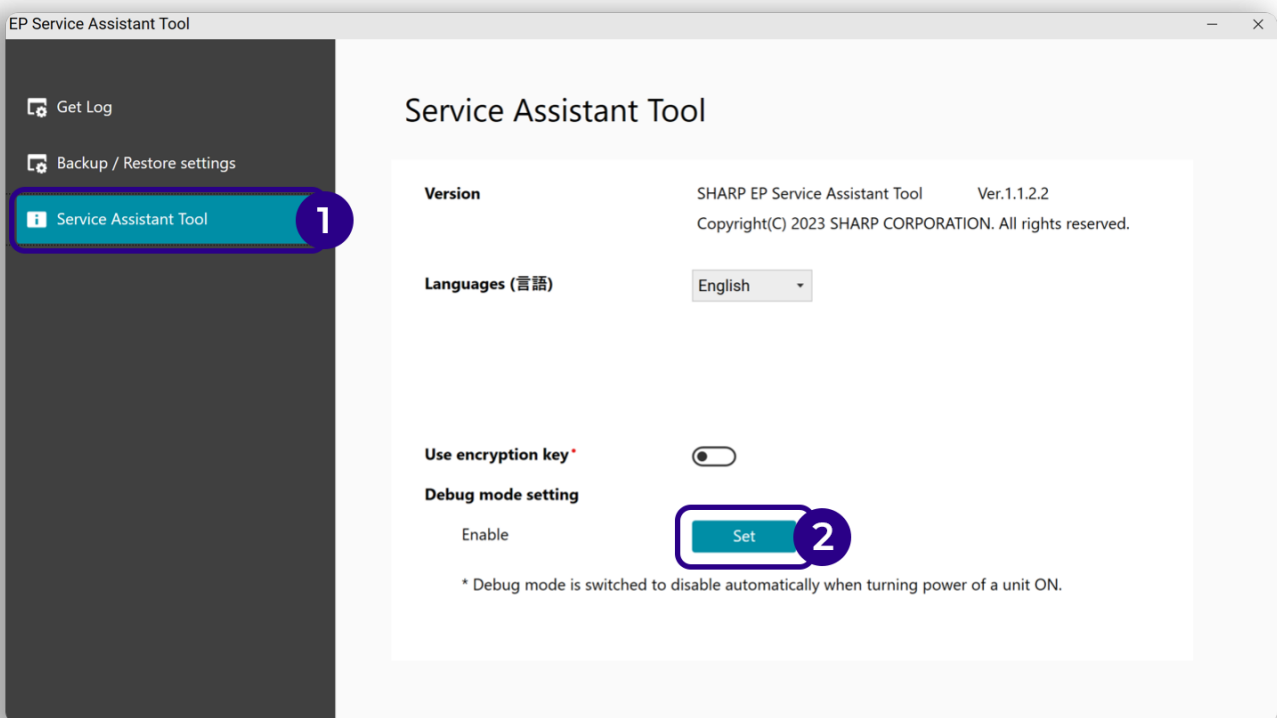 EP Service Assistant Tool
Get Log
Backup / Restore settings
Service Assistant Tool
1
Service Assistant Tool
Version
SHARP EP Service Assistant Tool Ver.1.1.2.2
Copyright(C) 2023 SHARP CORPORATION. All rights reserved.
Languages (言語)
English
Use encryption key*
Debug mode setting
Enable
Set
2
* Debug mode is switched to disable automatically when turning power of a unit ON.